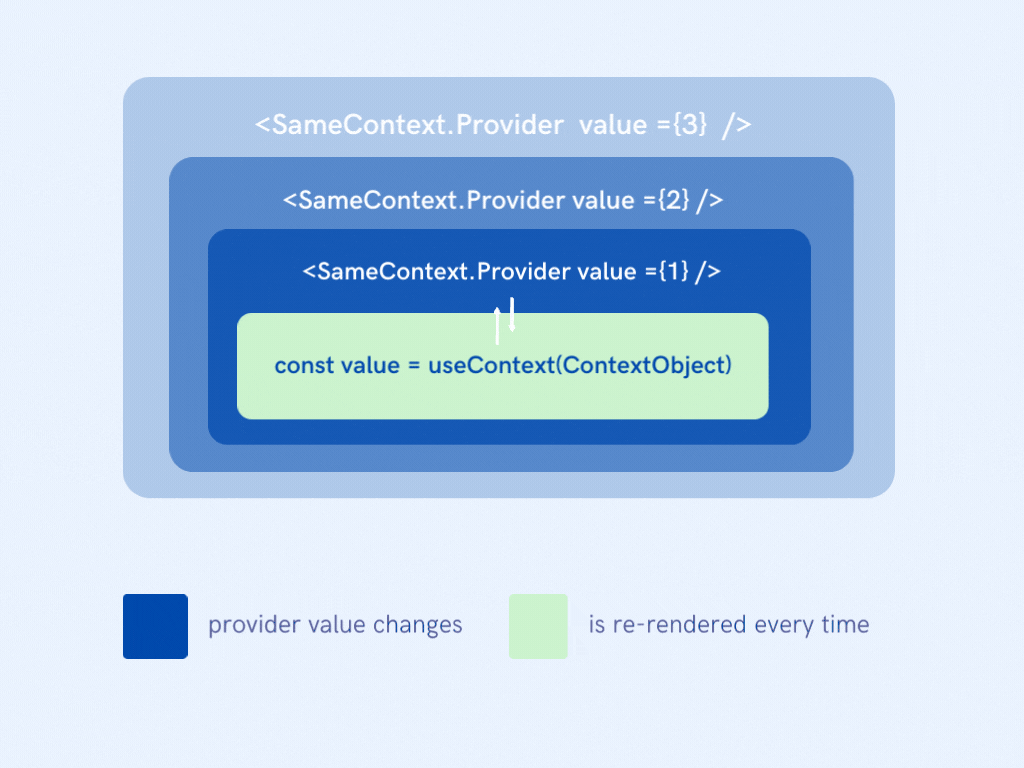 <SameContext.Provider value ={3} />
<SameContext.Provider value ={2} />
<SameContext.Provider value ={1} />
const value = useContext(ContextObject)
provider value changes
is re-rendered every time